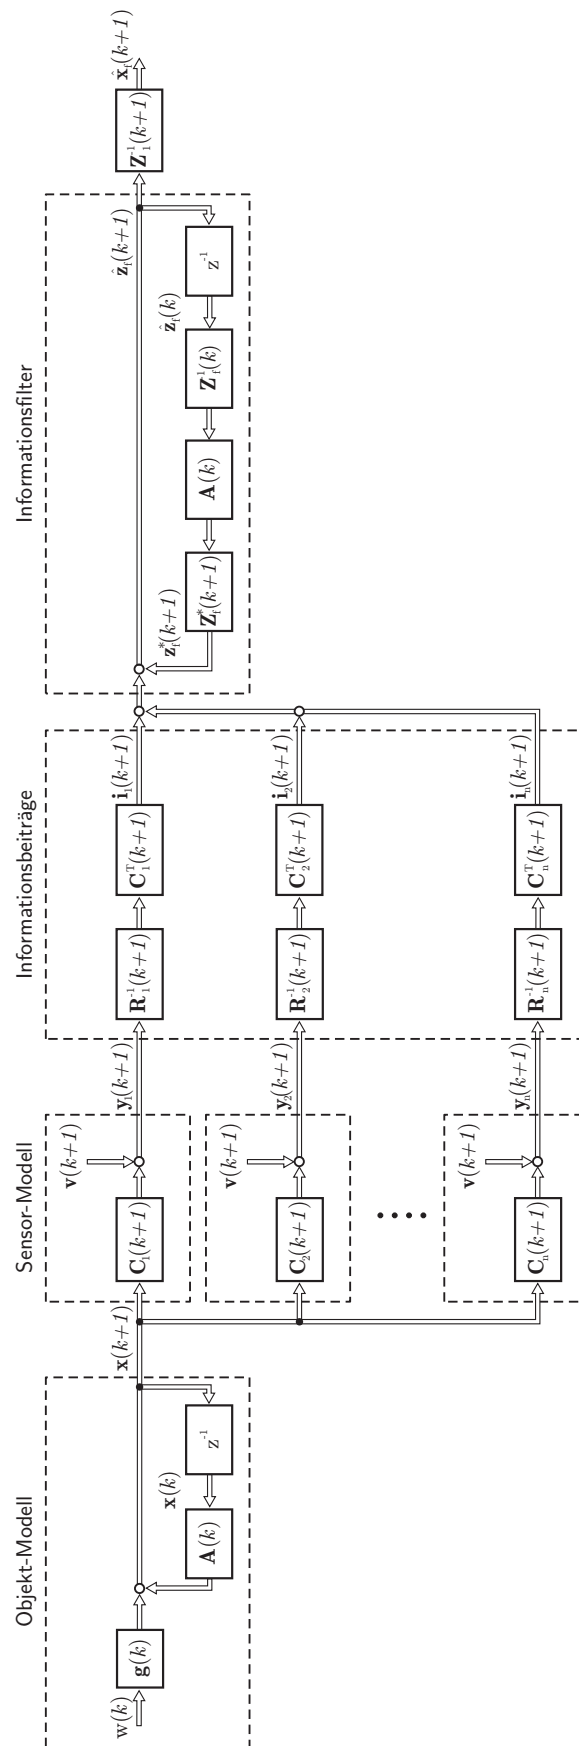 Objekt-Modell
w(k)
g(k)
A(k)
x(k)
z⁻¹
x(k+1)
Sensor-Modell
C₁(k+1)
v(k+1)
y₁(k+1)
C₂(k+1)
v(k+1)
y₂(k+1)
Cₙ(k+1)
v(k+1)
yₙ(k+1)
Informationsbeiträge
R₁⁻¹(k+1)
C₁ᵀ(k+1)
i₁(k+1)
R₂⁻¹(k+1)
C₂ᵀ(k+1)
i₂(k+1)
Rₙ⁻¹(k+1)
Cₙᵀ(k+1)
iₙ(k+1)
Informationsfilter
z_f*(k+1)
Z_f*(k+1)
A(k)
Z_f⁻¹(k)
ẑ_f(k)
z⁻¹
ẑ_f(k+1)
Z₁⁻¹(k+1)
x̂_f(k+1)